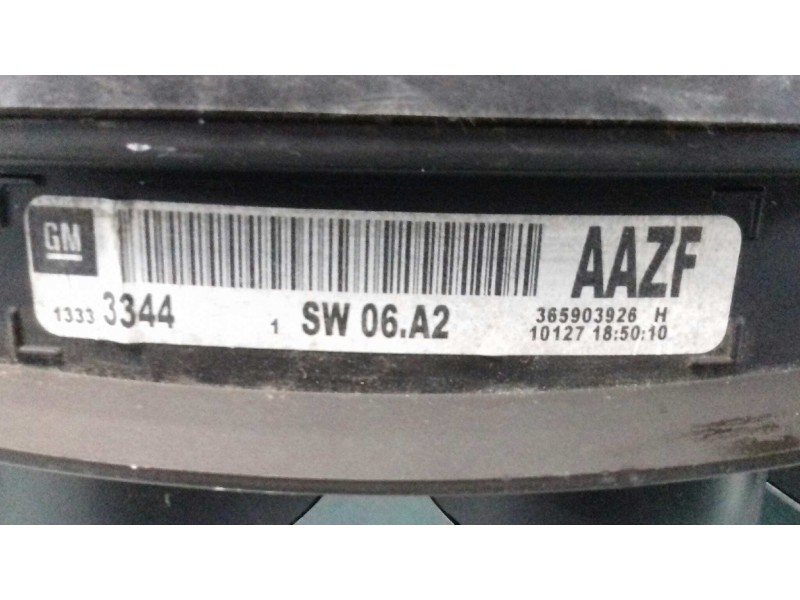 GM
AAZF
1333 3344 1 SW 06.A2
365903926 H
10127 18:50:10